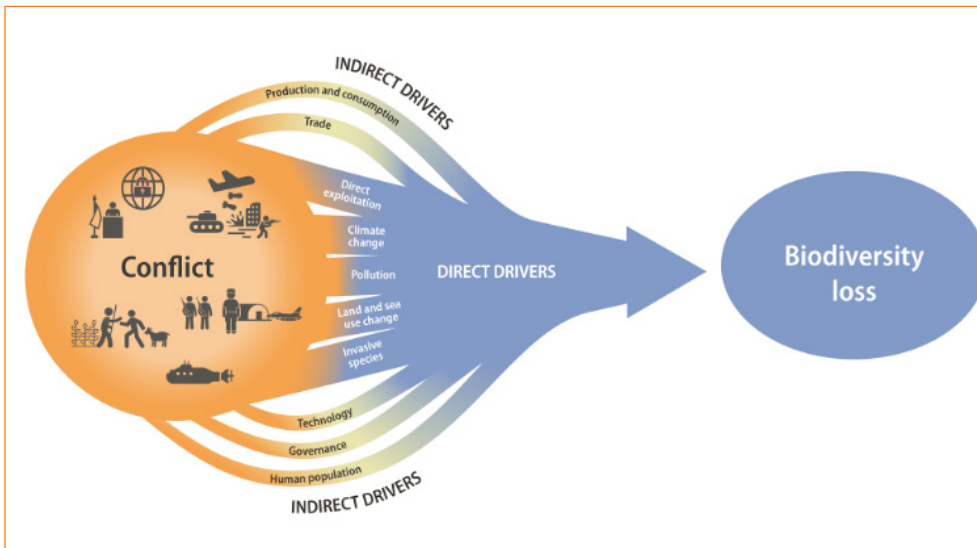 INDIRECT DRIVERS
Production and consumption
Trade
Direct
exploitation
Climate
change
Conflict
Pollution
DIRECT DRIVERS
Biodiversity
loss
Land and sea
use change
Invasive
species
Technology
Governance
Human population
INDIRECT DRIVERS